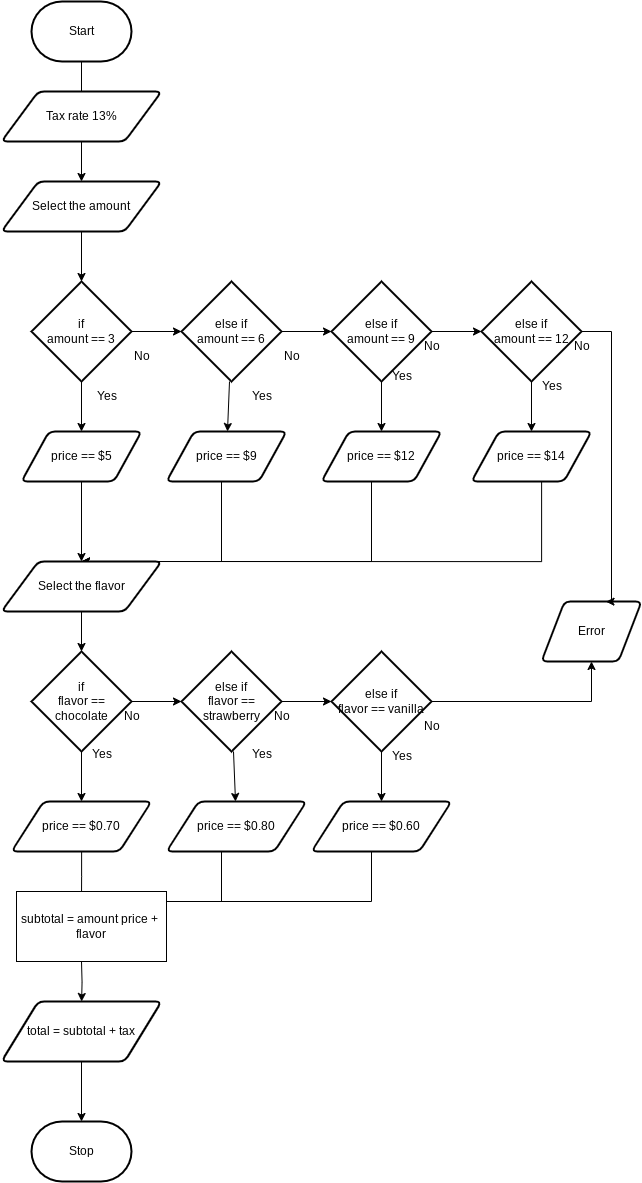 Start
Tax rate 13%
Select the amount
if
amount == 3
else if
amount == 6
else if
amount == 9
else if
amount == 12
No
No
No
No
Yes
Yes
Yes
Yes
price == $5
price == $9
price == $12
price == $14
Select the flavor
Error
if
flavor ==
chocolate
else if
flavor ==
strawberry
else if
flavor == vanilla
No
No
No
Yes
Yes
Yes
price == $0.70
price == $0.80
price == $0.60
subtotal = amount price +
flavor
total = subtotal + tax
Stop